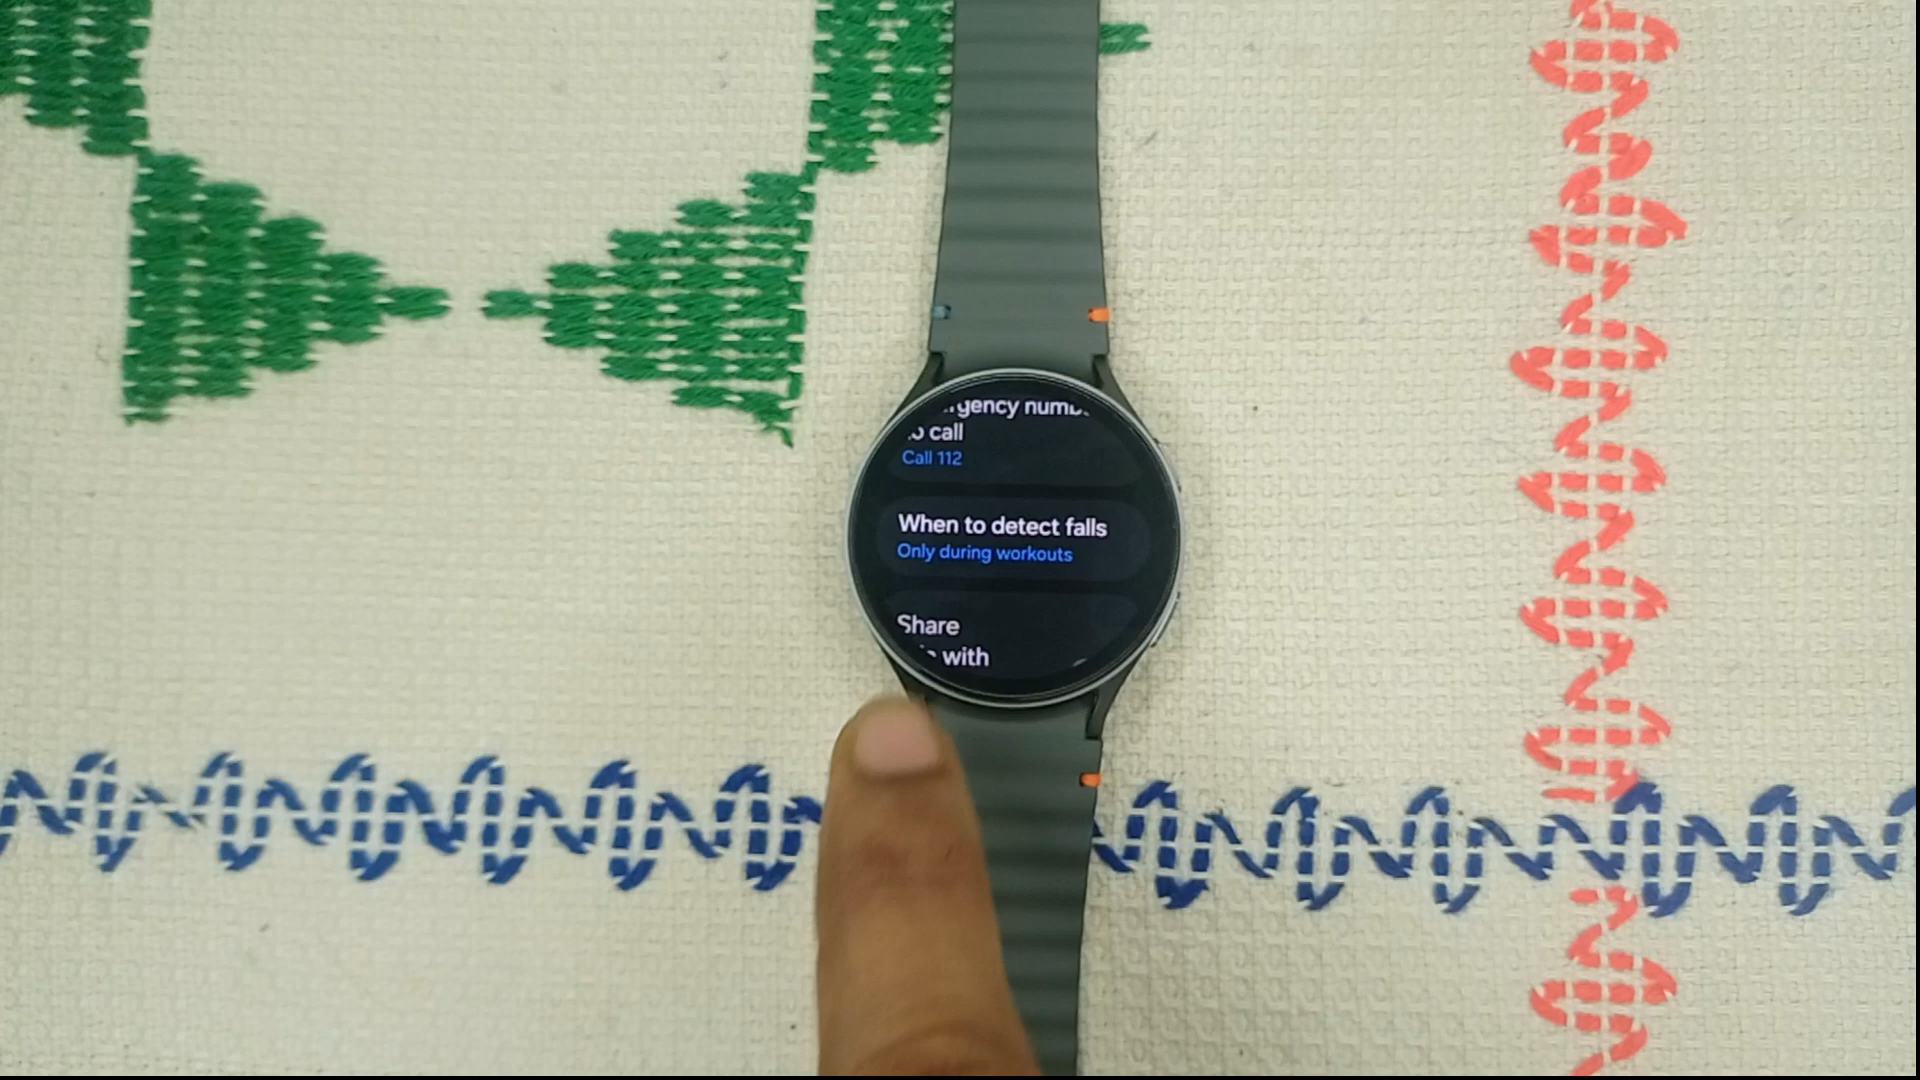 call
Call 112
When to detect falls
Only during workouts
Share
with